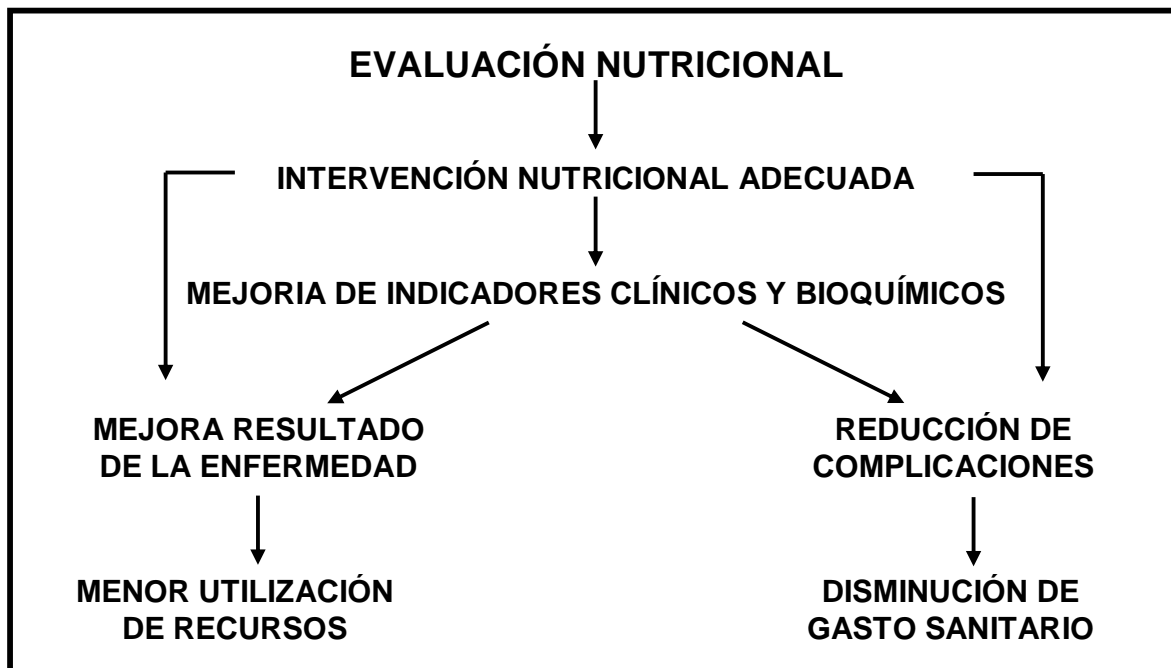 EVALUACIÓN NUTRICIONAL
INTERVENCIÓN NUTRICIONAL ADECUADA
MEJORIA DE INDICADORES CLÍNICOS Y BIOQUÍMICOS
MEJORA RESULTADO
DE LA ENFERMEDAD
REDUCCIÓN DE
COMPLICACIONES
MENOR UTILIZACIÓN
DE RECURSOS
DISMINUCIÓN DE
GASTO SANITARIO